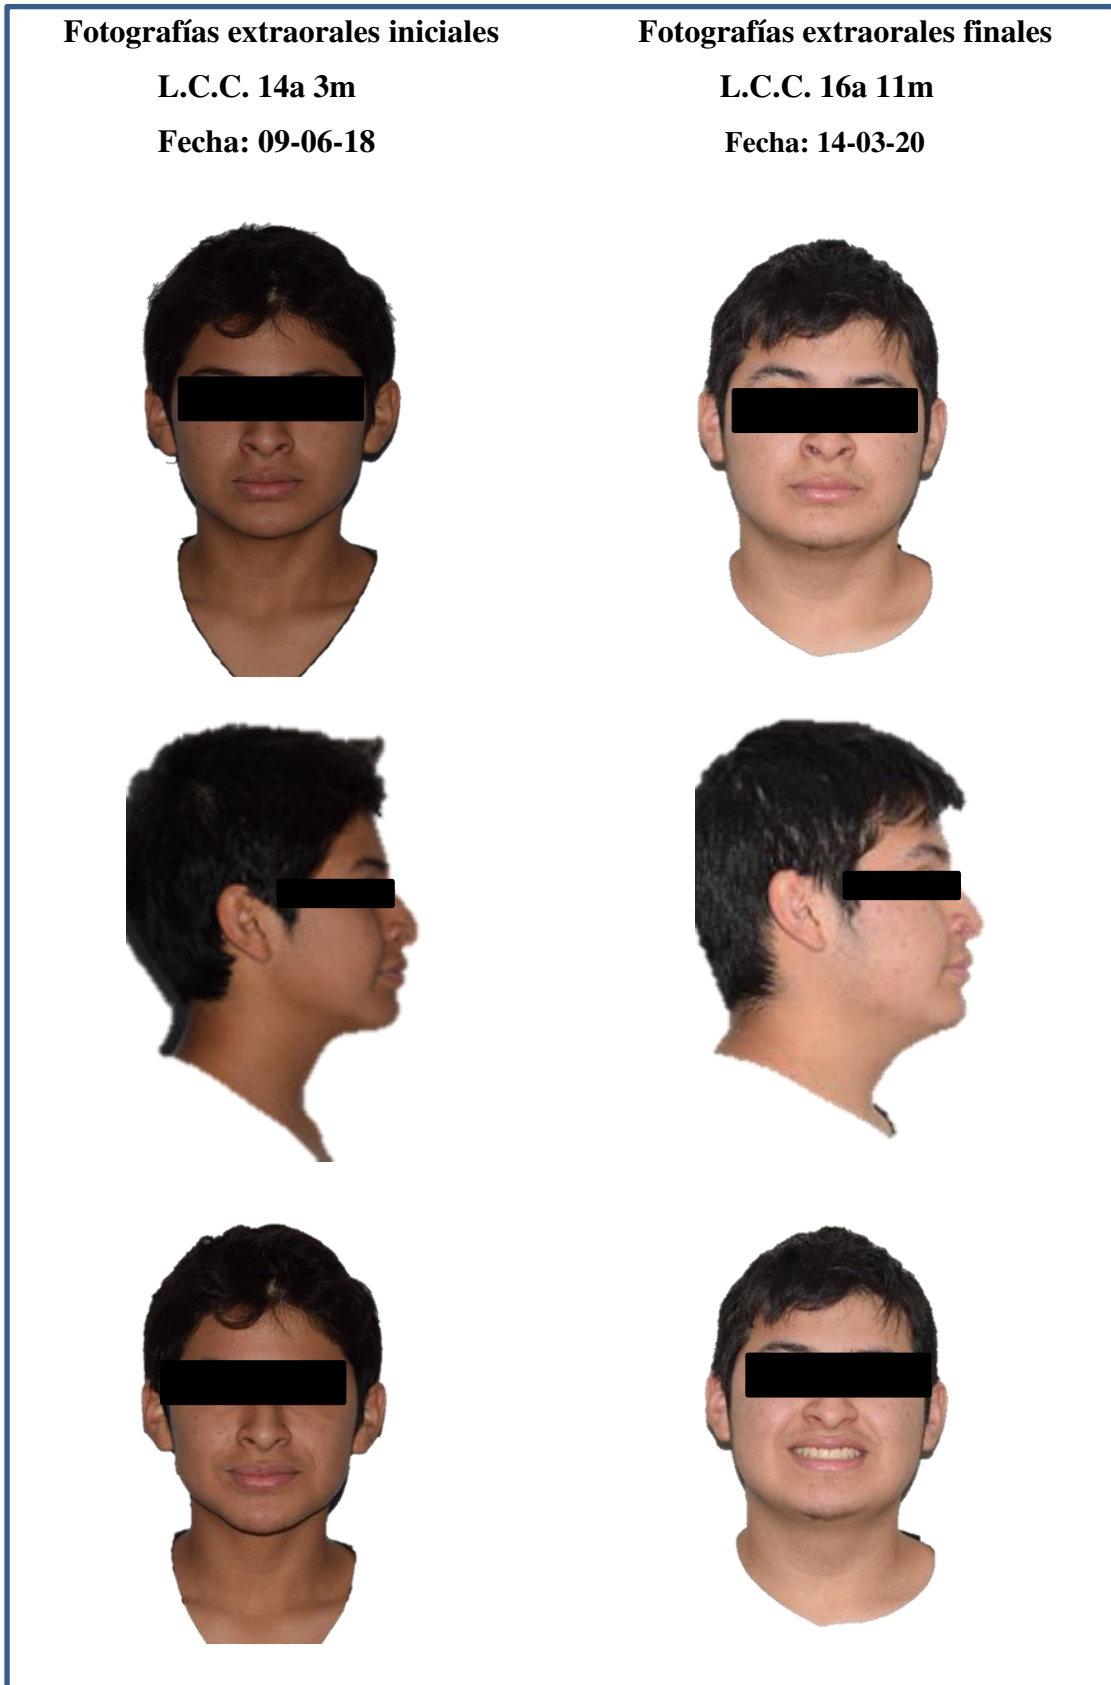 Fotografías extraorales iniciales
L.C.C. 14a 3m
Fecha: 09-06-18
Fotografías extraorales finales
L.C.C. 16a 11m
Fecha: 14-03-20